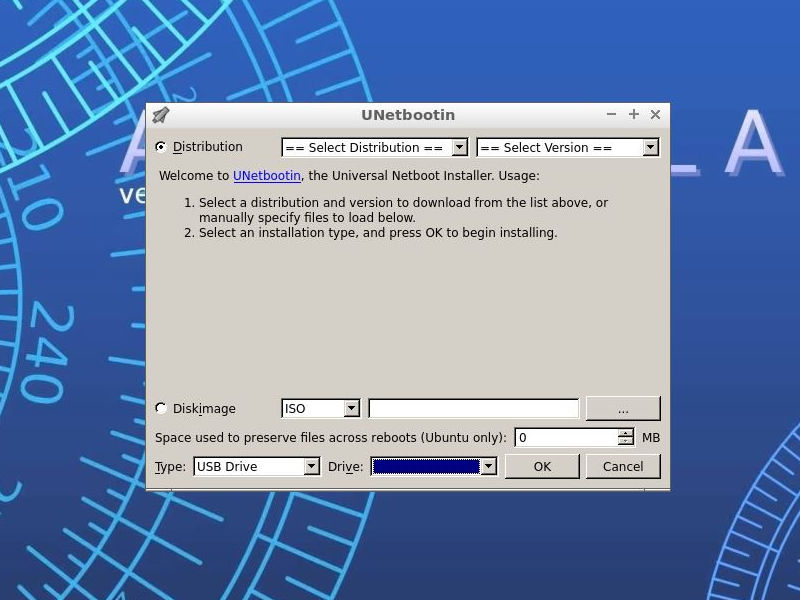 UNetbootin
Distribution
== Select Distribution ==
== Select Version ==
Welcome to UNetbootin, the Universal Netboot Installer. Usage:
1. Select a distribution and version to download from the list above, or
manually specify files to load below.
2. Select an installation type, and press OK to begin installing.
Diskimage
ISO
...
Space used to preserve files across reboots (Ubuntu only):
0
MB
Type:
USB Drive
Drive:
OK
Cancel
A
L A
ve
210
240